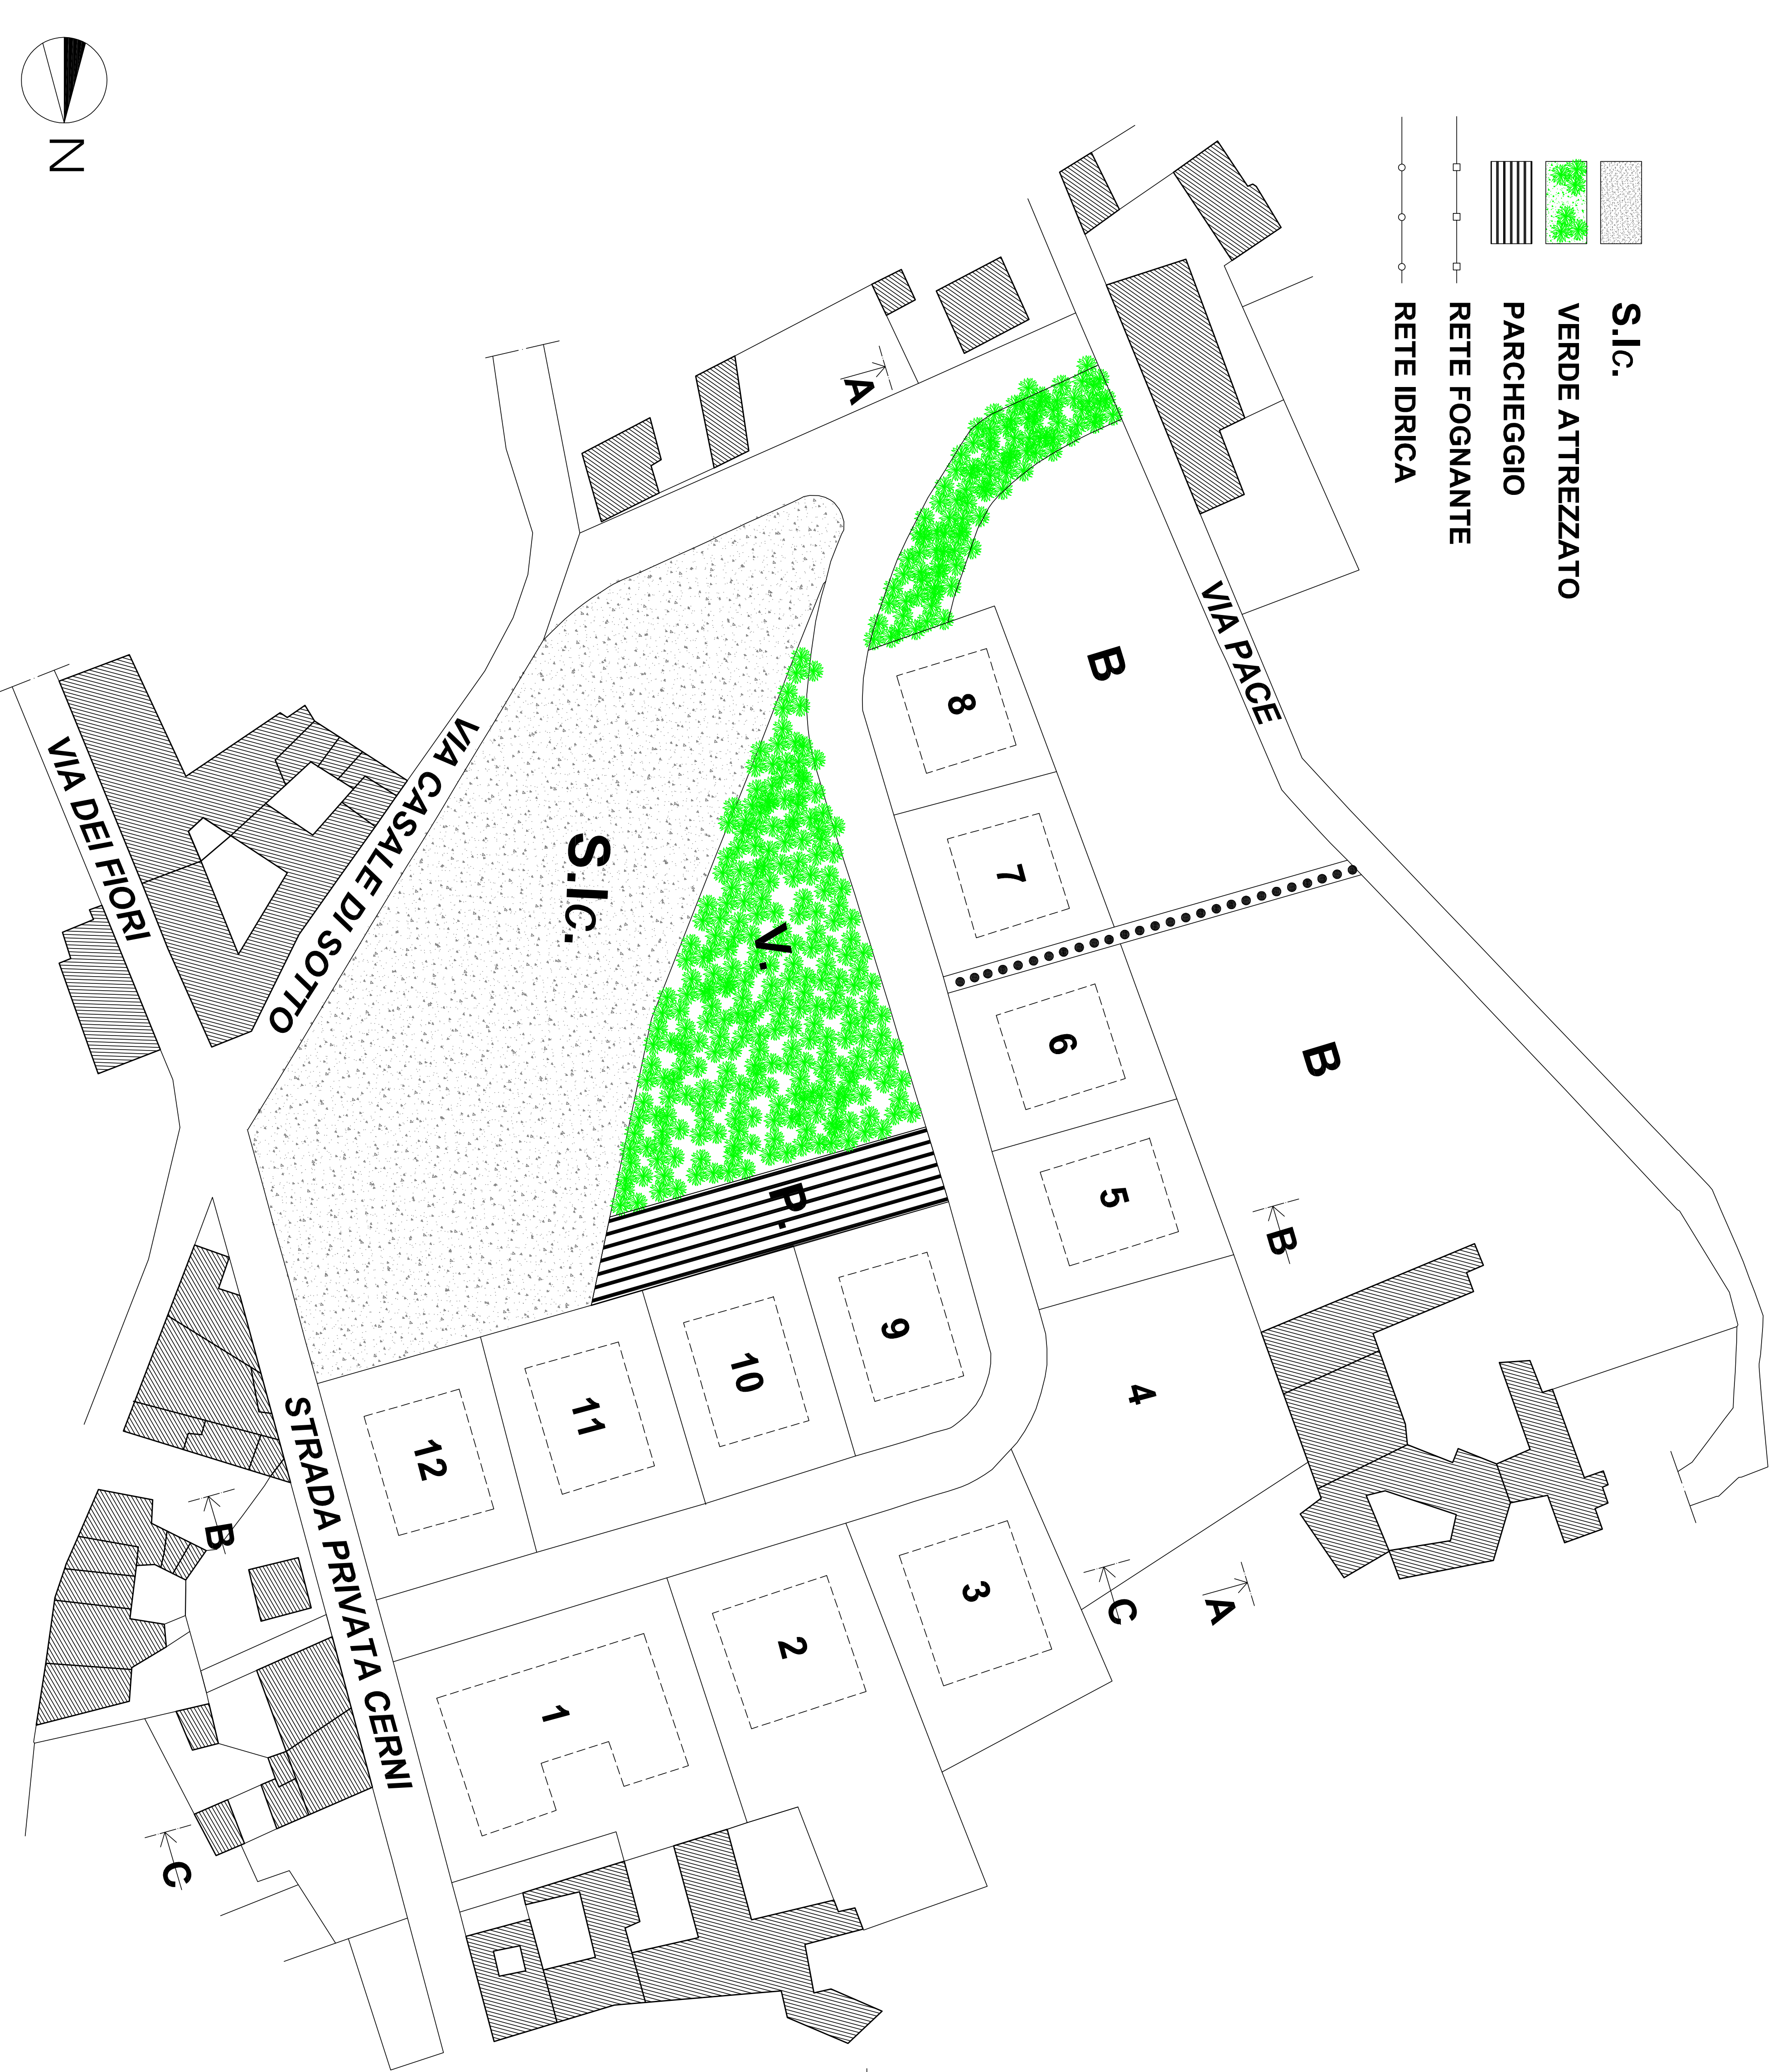 S.Ic.
VERDE ATTREZZATO
PARCHEGGIO
RETE FOGNANTE
RETE IDRICA
N
VIA PACE
B
B
A
8
7
6
5
4
3
2
1
9
10
11
12
S.Ic.
V.
P.
VIA CASALE DI SOTTO
VIA DEI FIORI
STRADA PRIVATA CERNI
B
B
C
A
C